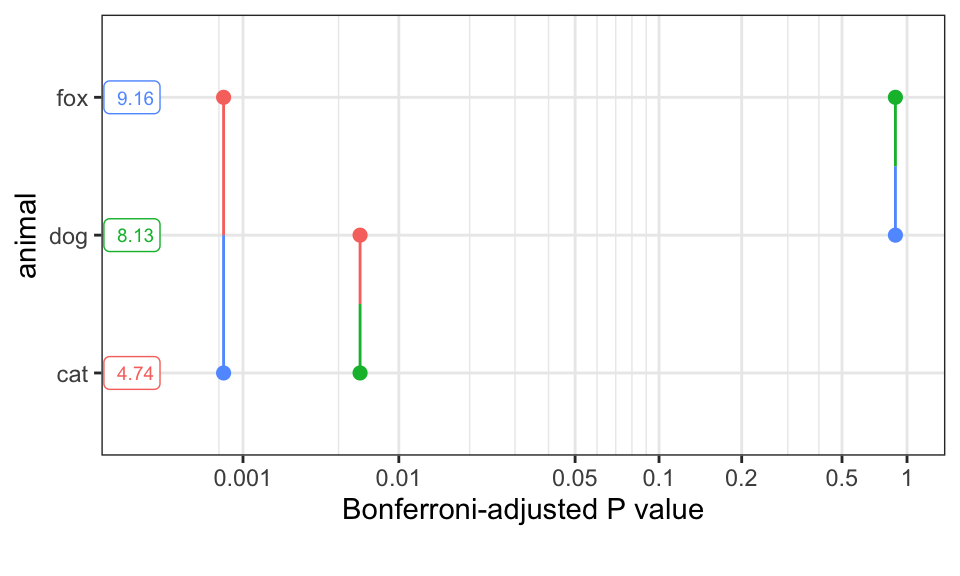 fox 9.16
dog 8.13
cat 4.74
animal
0.001 0.01 0.05 0.1 0.2 0.5 1
Bonferroni-adjusted P value